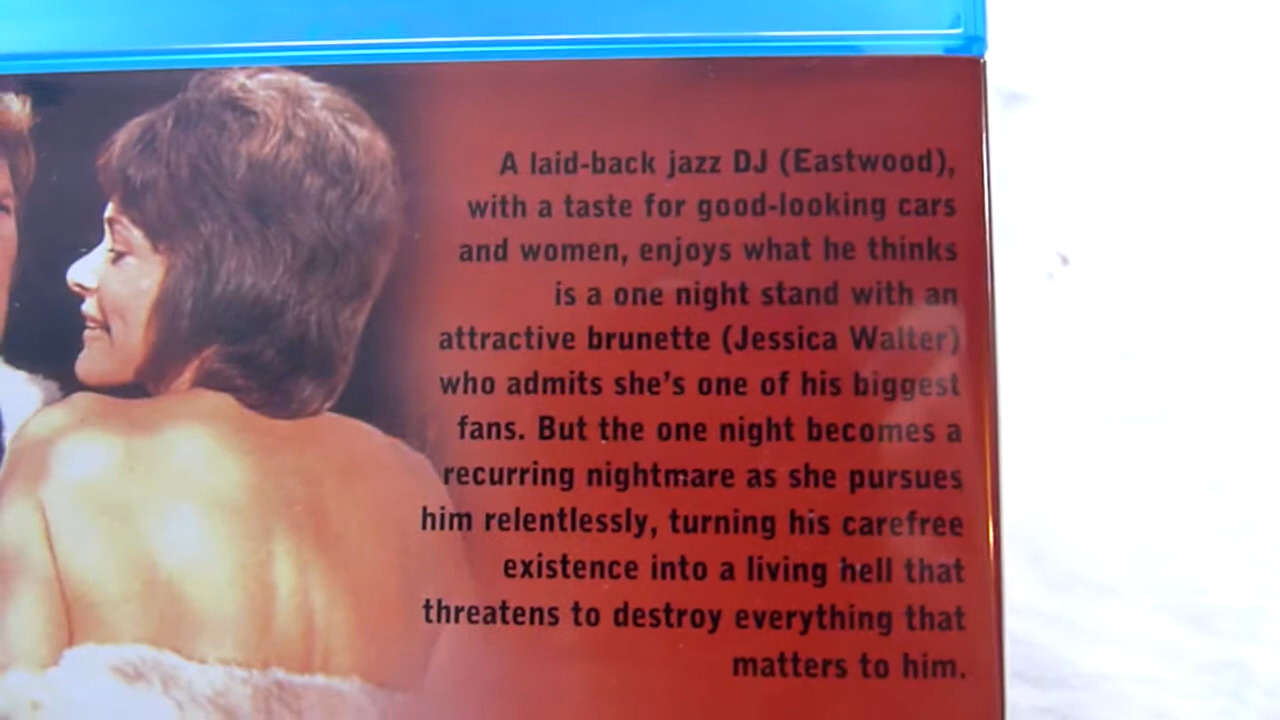 A laid-back jazz DJ (Eastwood),
with a taste for good-looking cars
and women, enjoys what he thinks
is a one night stand with an
attractive brunette (Jessica Walter)
who admits she's one of his biggest
fans. But the one night becomes a
recurring nightmare as she pursues
him relentlessly, turning his carefree
existence into a living hell that
threatens to destroy everything that
matters to him.